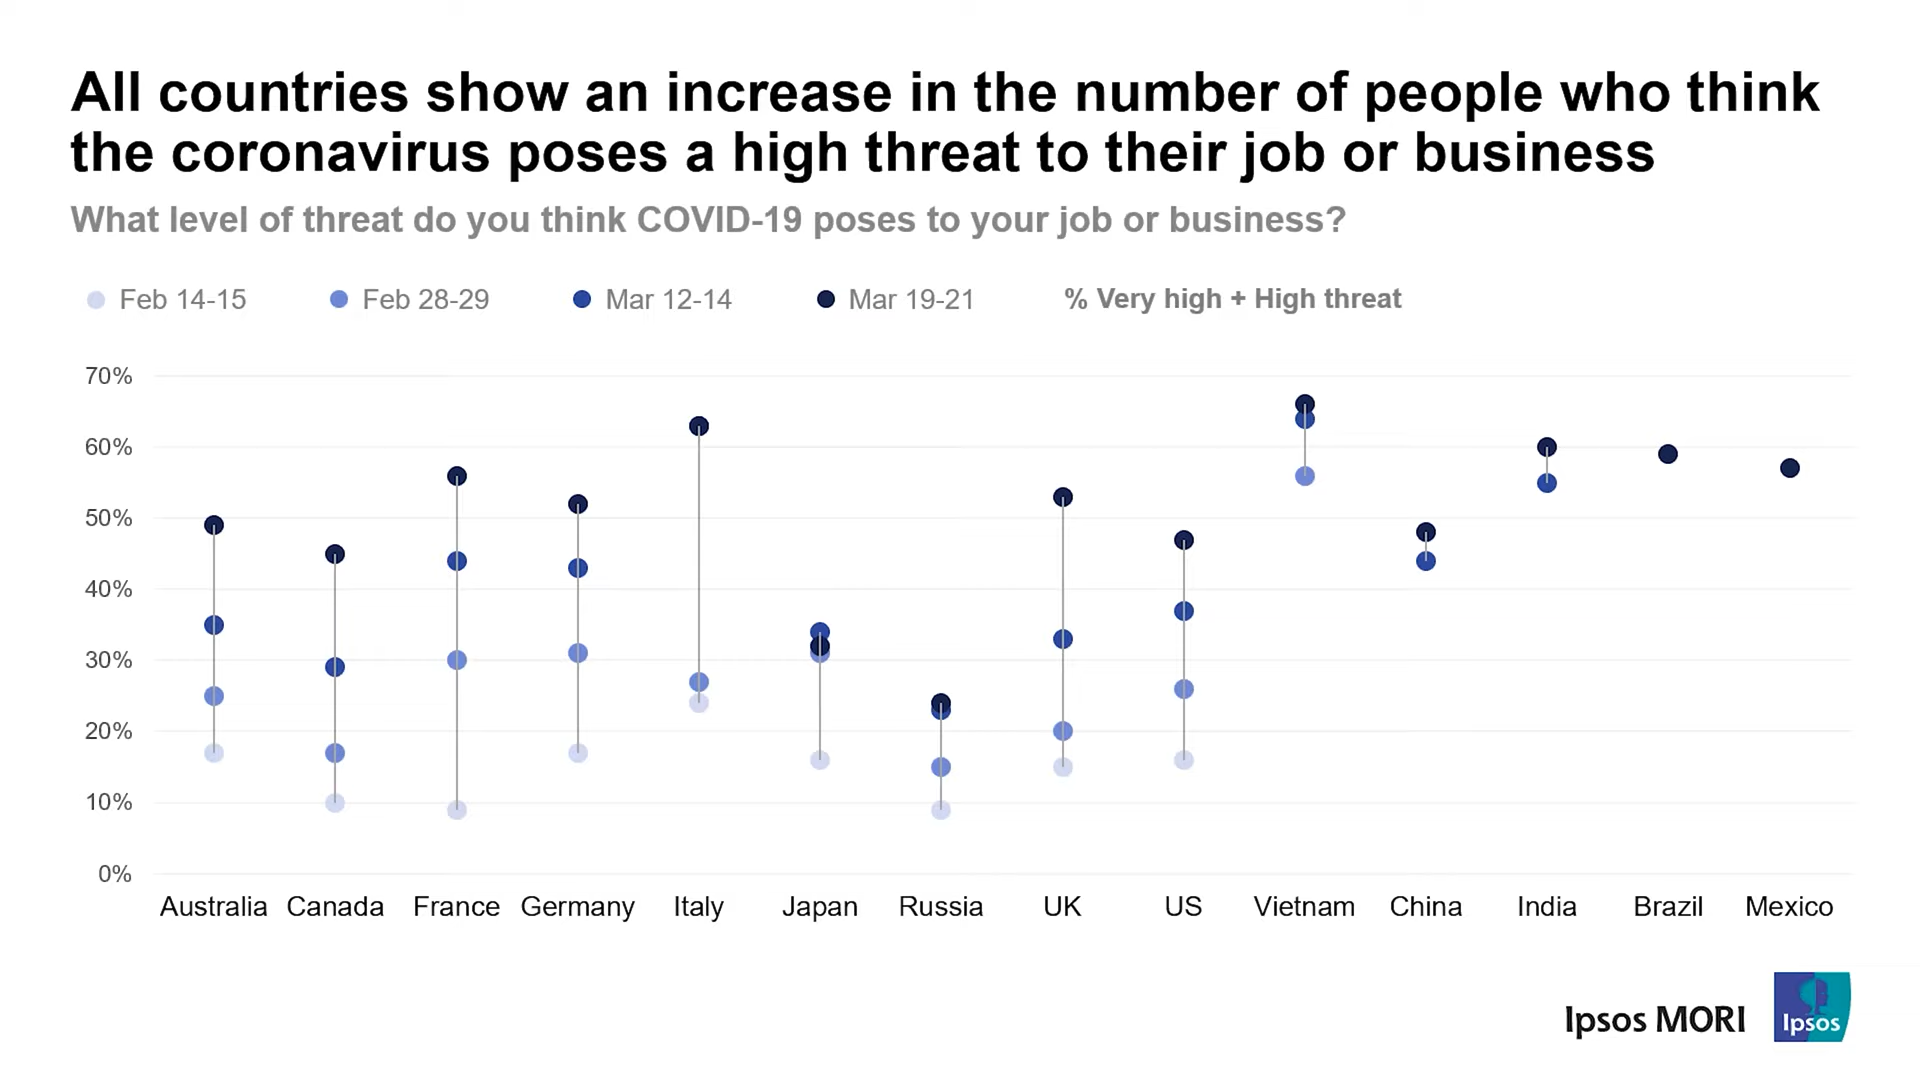 All countries show an increase in the number of people who think
the coronavirus poses a high threat to their job or business
What level of threat do you think COVID-19 poses to your job or business?
Feb 14-15 Feb 28-29 Mar 12-14 Mar 19-21 % Very high + High threat
70%
60%
50%
40%
30%
20%
10%
0%
Australia Canada France Germany Italy Japan Russia UK US Vietnam China India Brazil Mexico
Ipsos MORI
Ipsos